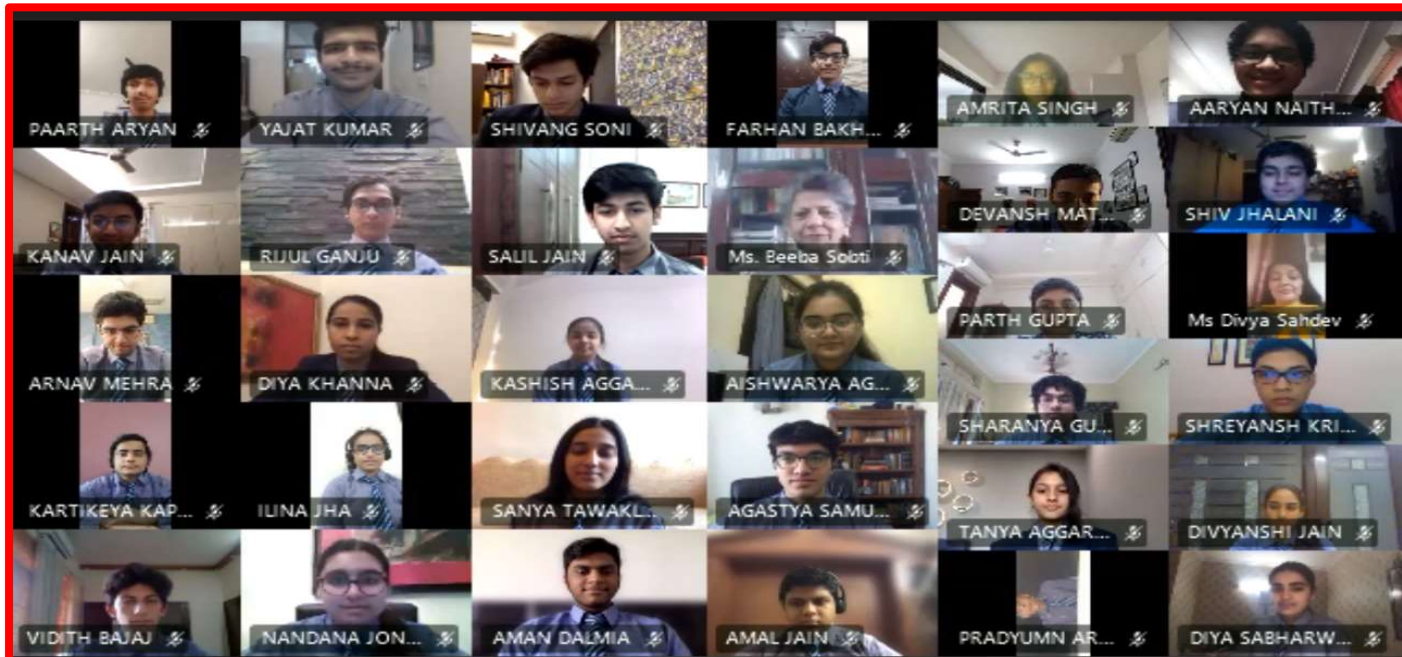 PAARTH ARYAN
YAJAT KUMAR
SHIVANG SONI
FARHAN BAKH...
AMRITA SINGH
AARYAN NAITH...
KANAV JAIN
RIJUL GANJU
SALIL JAIN
Ms. Beeba Sobti
DEVANSH MAT...
SHIV JHALANI
PARTH GUPTA
Ms Divya Sahdev
ARNAV MEHRA
DIYA KHANNA
KASHISH AGGA...
AISHWARYA AG...
SHARANYA GU...
SHREYANSH KRI...
KARTIKEYA KAP...
ILINA JHA
SANYA TAWAKL...
AGASTYA SAMU...
TANYA AGGAR...
DIVYANSHI JAIN
VIDITH BAJAJ
NANDANA JON...
AMAN DALMIA
AMAL JAIN
PRADYUMN AR...
DIYA SABHARW...